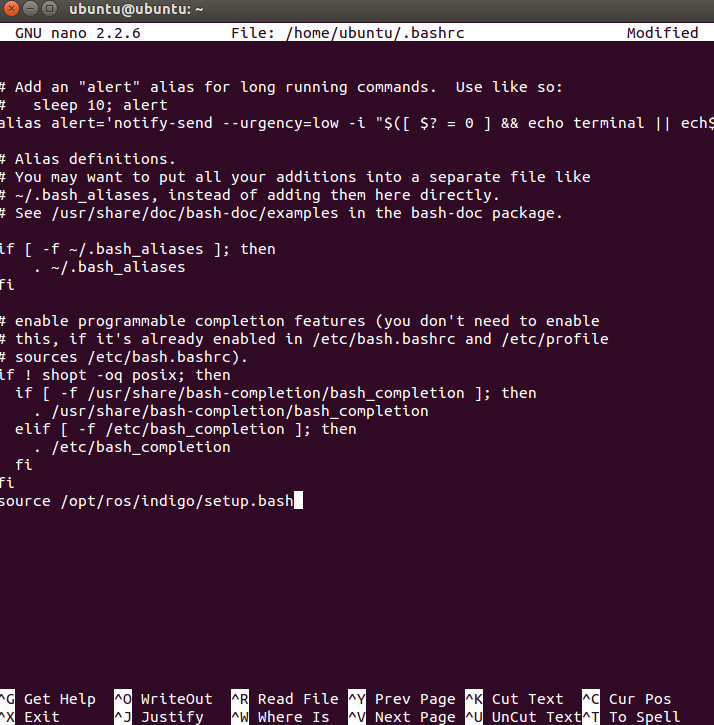 ubuntu@ubuntu: ~
GNU nano 2.2.6 File: /home/ubuntu/.bashrc Modified
# Add an "alert" alias for long running commands.  Use like so:
#   sleep 10; alert
alias alert='notify-send --urgency=low -i "$([ $? = 0 ] && echo terminal || ech$
# Alias definitions.
# You may want to put all your additions into a separate file like
# ~/.bash_aliases, instead of adding them here directly.
# See /usr/share/doc/bash-doc/examples in the bash-doc package.
if [ -f ~/.bash_aliases ]; then
    . ~/.bash_aliases
fi
# enable programmable completion features (you don't need to enable
# this, if it's already enabled in /etc/bash.bashrc and /etc/profile
# sources /etc/bash.bashrc).
if ! shopt -oq posix; then
  if [ -f /usr/share/bash-completion/bash_completion ]; then
    . /usr/share/bash-completion/bash_completion
  elif [ -f /etc/bash_completion ]; then
    . /etc/bash_completion
  fi
fi
source /opt/ros/indigo/setup.bash
^G Get Help ^O WriteOut ^R Read File ^Y Prev Page ^K Cut Text ^C Cur Pos
^X Exit ^J Justify ^W Where Is ^V Next Page ^U UnCut Text ^T To Spell